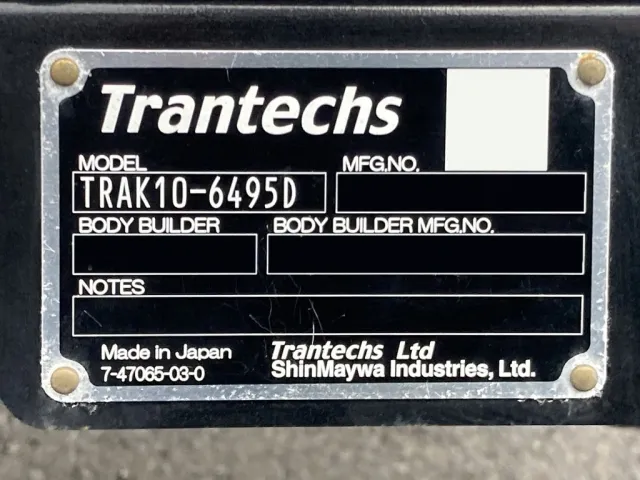 Trantechs
MODEL MFG.NO.
TRAK10-6495D
BODY BUILDER BODY BUILDER MFG.NO.
NOTES
Made in Japan Trantechs Ltd
7-47065-03-0 ShinMaywa Industries, Ltd.